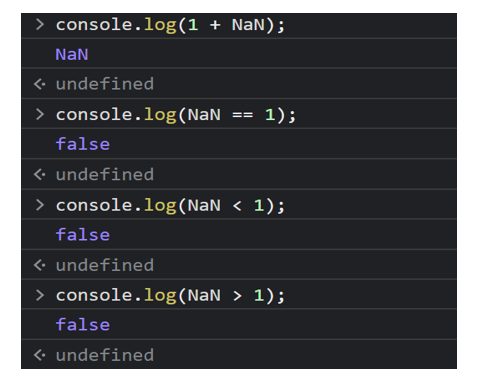 > console.log(1 + NaN);
NaN
<· undefined
> console.log(NaN == 1);
false
<· undefined
> console.log(NaN < 1);
false
<· undefined
> console.log(NaN > 1);
false
<· undefined